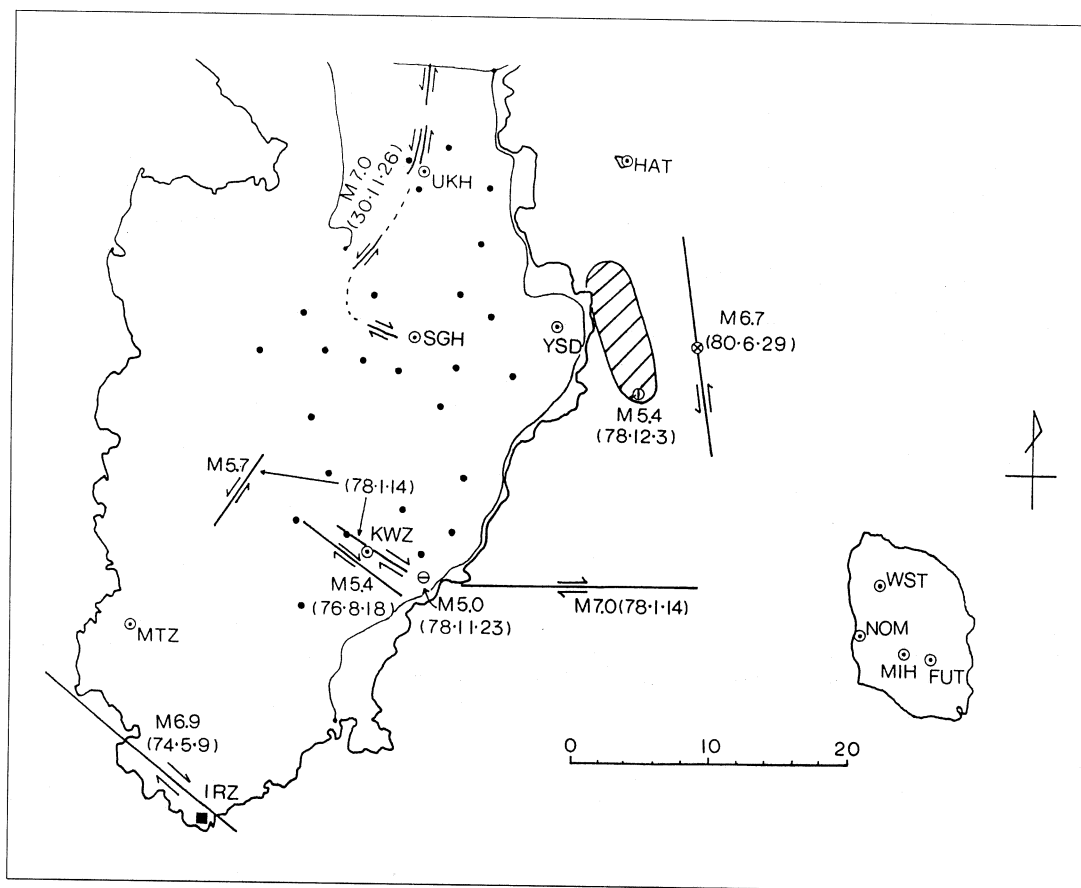 M7.0
(30·11·26)
UKH
HAT
SGH
YSD
M6.7
(80·6·29)
M5.4
(78·12·3)
M5.7
(78·1·14)
KWZ
M5.4
(76·8·18)
M5.0
(78·11·23)
M7.0(78·1·14)
MTZ
WST
NOM
MIH
FUT
M6.9
(74·5·9)
IRZ
0 10 20